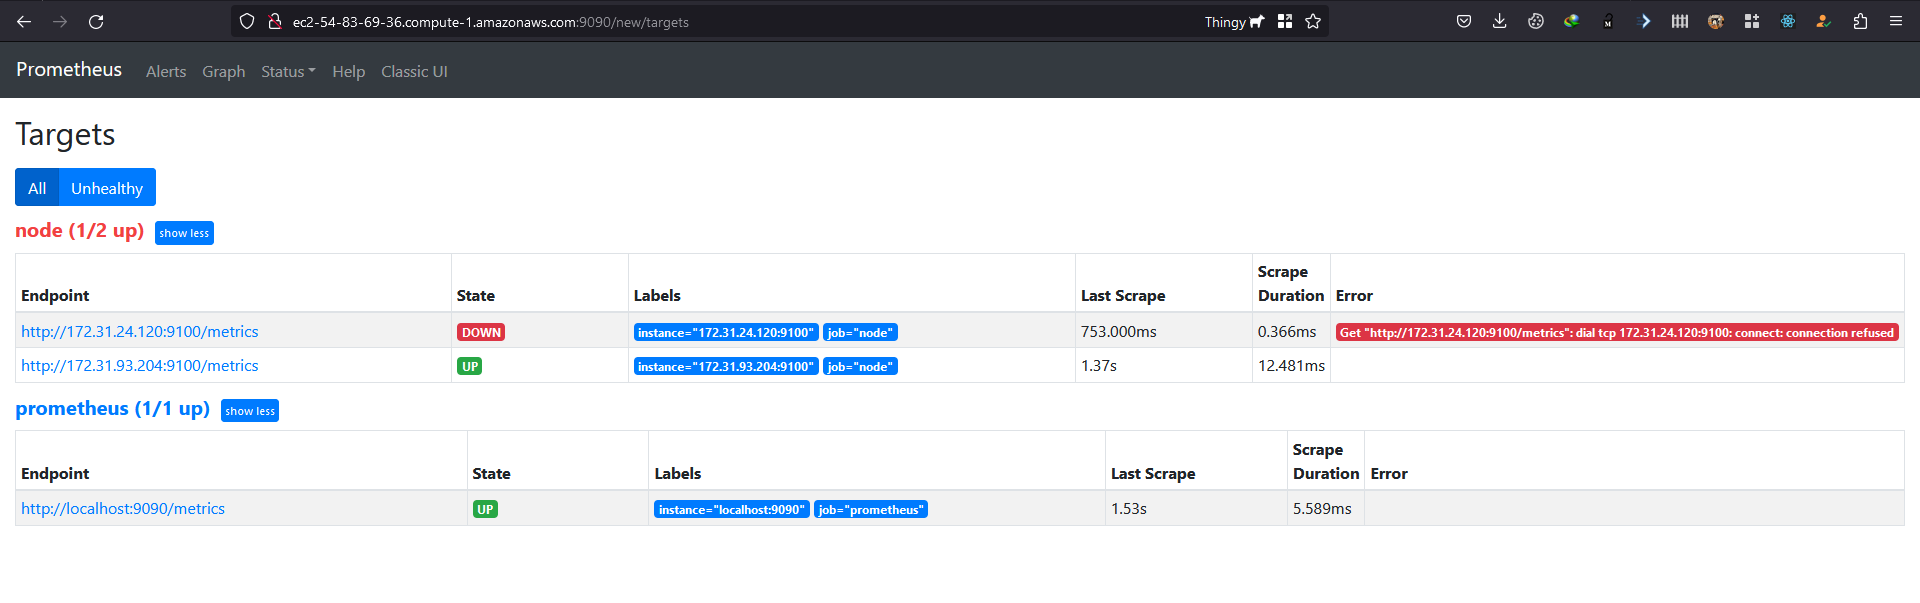 ec2-54-83-69-36.compute-1.amazonaws.com:9090/new/targets
Thingy
Prometheus Alerts Graph Status Help Classic UI
Targets
All Unhealthy
node (1/2 up) show less
Endpoint State Labels Last Scrape Scrape Duration Error
http://172.31.24.120:9100/metrics DOWN instance="172.31.24.120:9100" job="node" 753.000ms 0.366ms Get "http://172.31.24.120:9100/metrics": dial tcp 172.31.24.120:9100: connect: connection refused
http://172.31.93.204:9100/metrics UP instance="172.31.93.204:9100" job="node" 1.37s 12.481ms
prometheus (1/1 up) show less
Endpoint State Labels Last Scrape Scrape Duration Error
http://localhost:9090/metrics UP instance="localhost:9090" job="prometheus" 1.53s 5.589ms